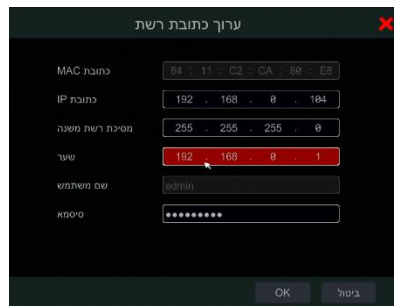 ערוך כתובת רשת
כתובת MAC 64 : 11 : C2 : CA : 60 : E8
כתובת IP 192 . 168 . 0 . 104
מסיכת רשת משנה 255 . 255 . 255 . 0
שער 192 . 168 . 0 . 1
שם משתמש admin
סיסמא ●●●●●●●●●
OK ביטול